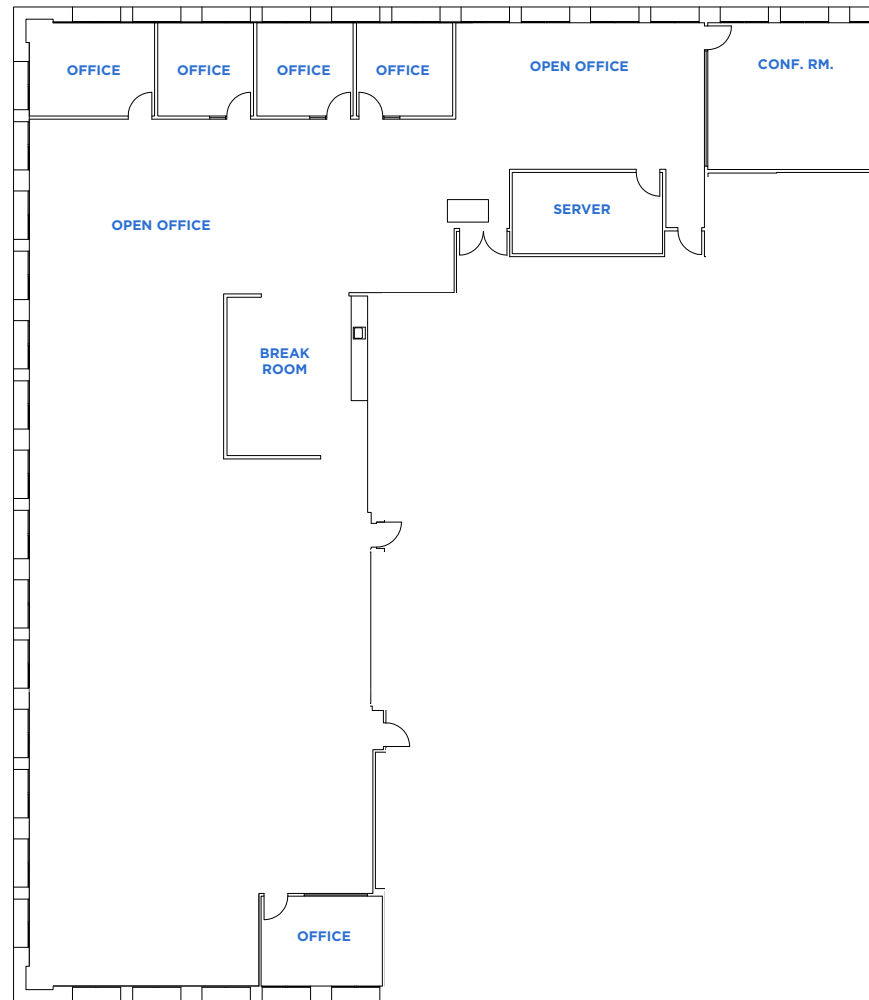 OFFICE
OFFICE
OFFICE
OFFICE
OPEN OFFICE
CONF. RM.
OPEN OFFICE
SERVER
BREAK
ROOM
OFFICE